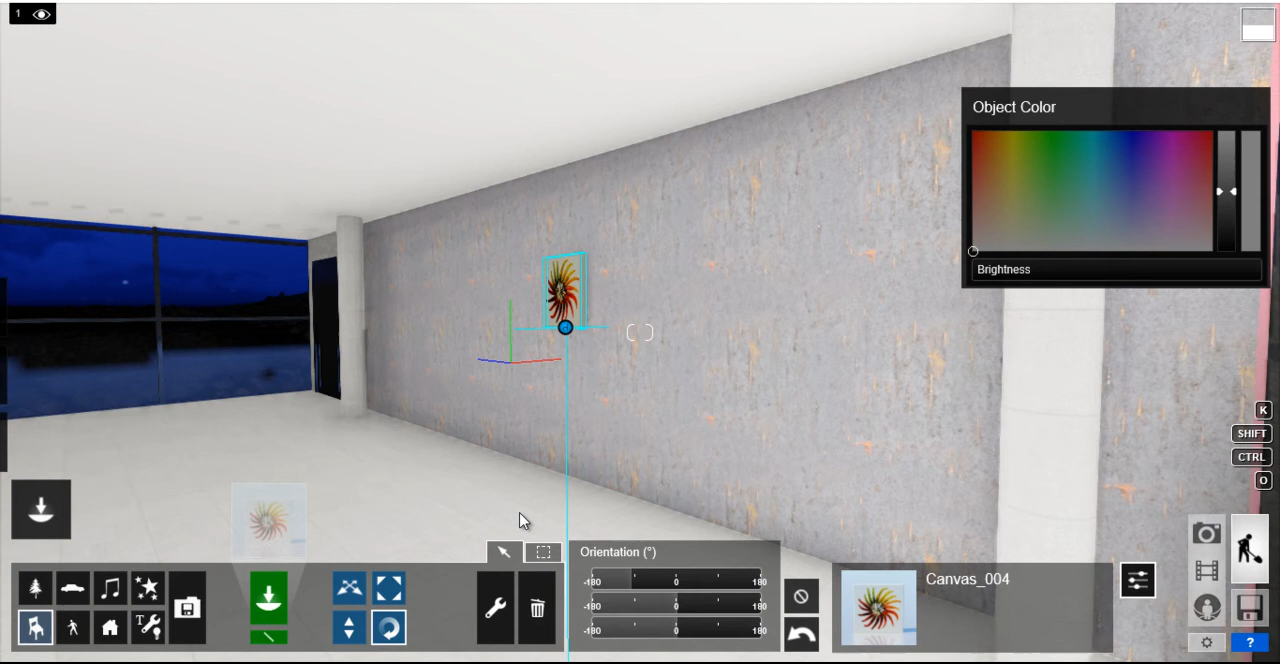 1
Object Color
Brightness
K
SHIFT
CTRL
O
Orientation (°)
-180 0 180
-180 0 180
-180 0 180
Canvas_004
T
?